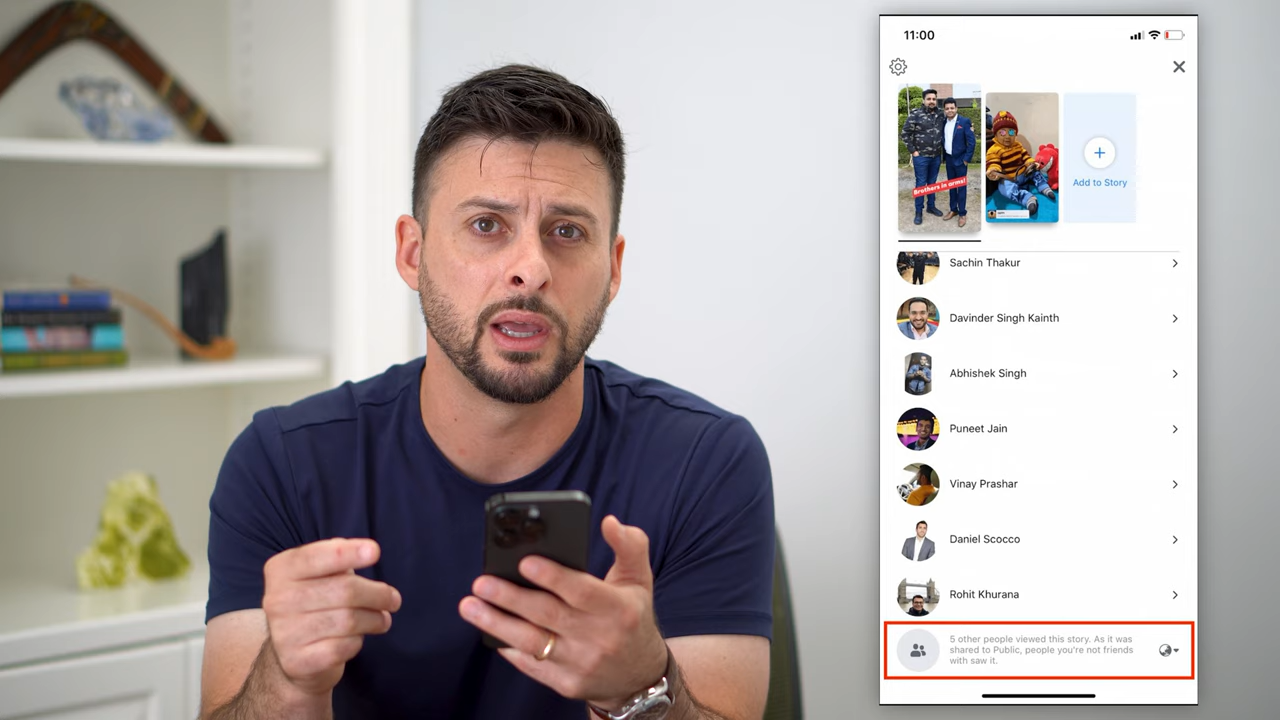 11:00
Brothers in arms!
Add to Story
Sachin Thakur
Davinder Singh Kainth
Abhishek Singh
Puneet Jain
Vinay Prashar
Daniel Scocco
Rohit Khurana
5 other people viewed this story. As it was
shared to Public, people you're not friends
with saw it.